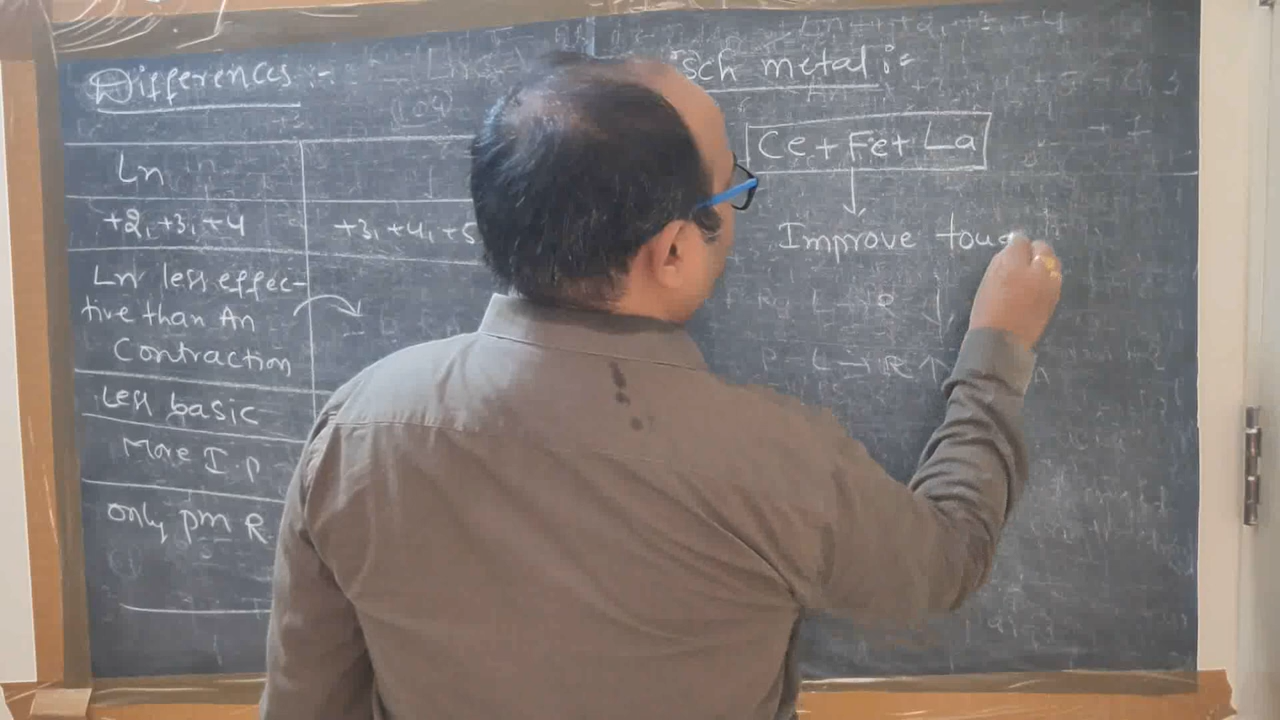 Differences :-
Ln
+2, +3, +4
+3, +4, +5
Ln less effec-
tive than An
Contraction
Less basic
More I.p
only pm R.
sch metal :-
Ce + Fe + La
Improve toug